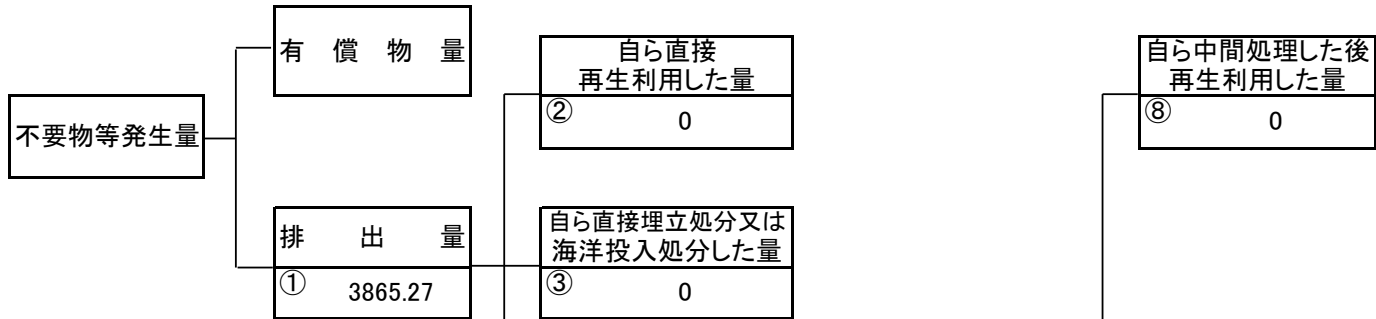 有償物量
自ら直接
再生利用した量
② 0
自ら中間処理した後
再生利用した量
⑧ 0
不要物等発生量
排出量
① 3865.27
自ら直接埋立処分又は
海洋投入処分した量
③ 0